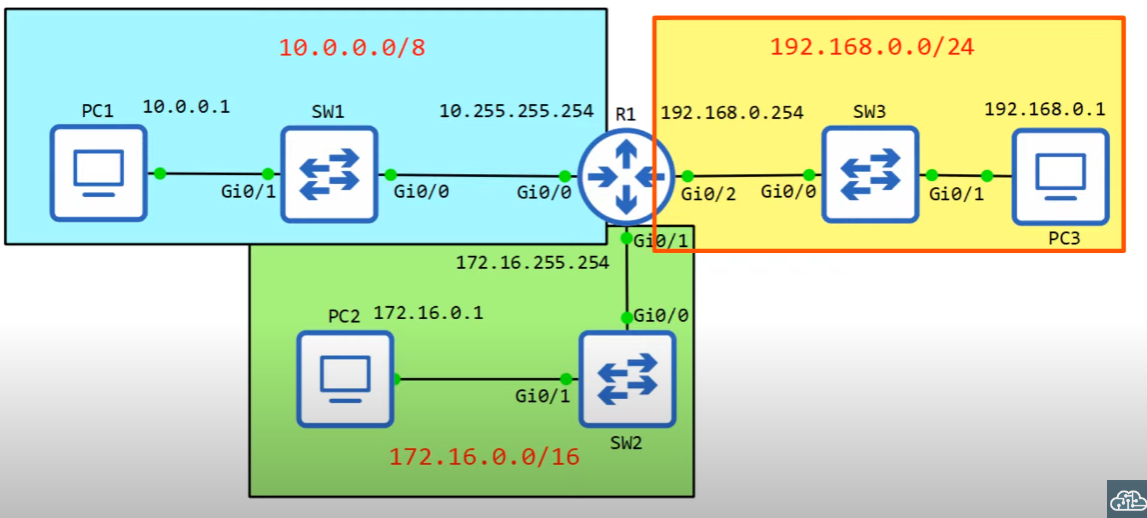 10.0.0.0/8
192.168.0.0/24
PC1
10.0.0.1
SW1
10.255.255.254
R1
192.168.0.254
SW3
192.168.0.1
Gi0/1
Gi0/0
Gi0/0
Gi0/2
Gi0/0
Gi0/1
PC3
Gi0/1
172.16.255.254
PC2
172.16.0.1
Gi0/0
Gi0/1
SW2
172.16.0.0/16